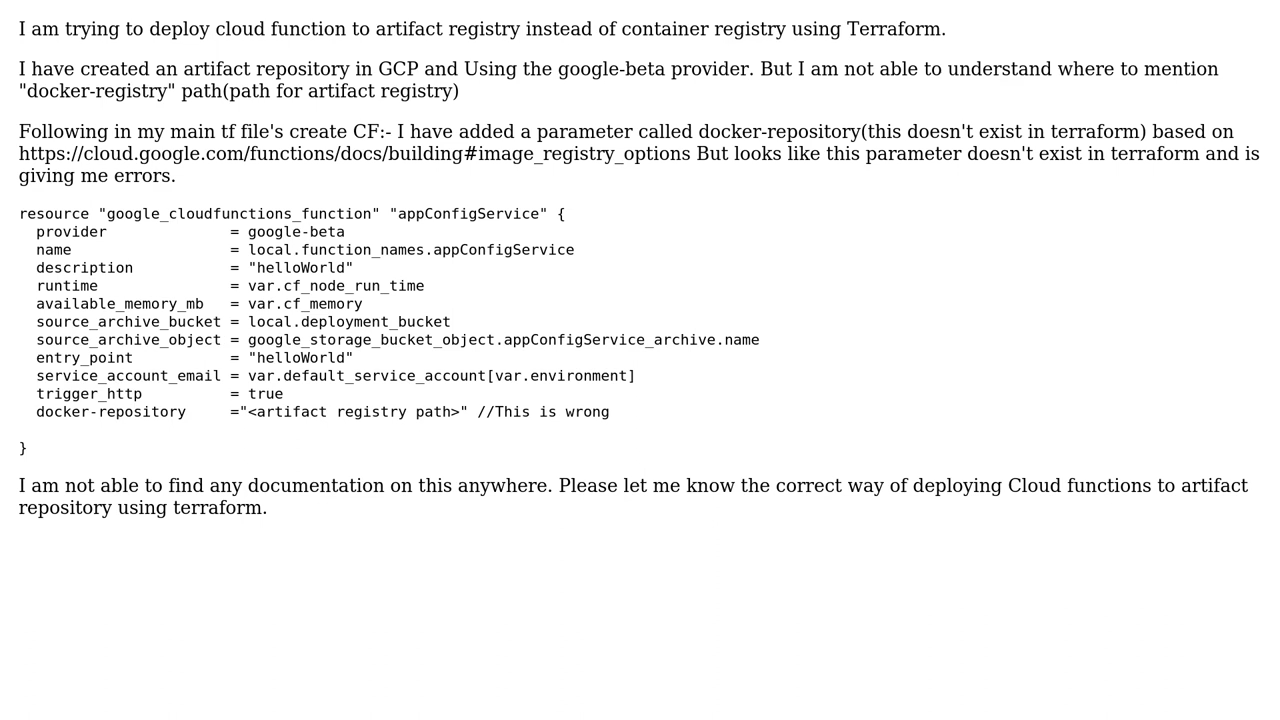 I am trying to deploy cloud function to artifact registry instead of container registry using Terraform.
I have created an artifact repository in GCP and Using the google-beta provider. But I am not able to understand where to mention
"docker-registry" path(path for artifact registry)
Following in my main tf file's create CF:- I have added a parameter called docker-repository(this doesn't exist in terraform) based on
https://cloud.google.com/functions/docs/building#image_registry_options But looks like this parameter doesn't exist in terraform and is
giving me errors.
resource "google_cloudfunctions_function" "appConfigService" {
  provider              = google-beta
  name                  = local.function_names.appConfigService
  description           = "helloWorld"
  runtime               = var.cf_node_run_time
  available_memory_mb   = var.cf_memory
  source_archive_bucket = local.deployment_bucket
  source_archive_object = google_storage_bucket_object.appConfigService_archive.name
  entry_point           = "helloWorld"
  service_account_email = var.default_service_account[var.environment]
  trigger_http          = true
  docker-repository     ="<artifact registry path>" //This is wrong
}
I am not able to find any documentation on this anywhere. Please let me know the correct way of deploying Cloud functions to artifact
repository using terraform.